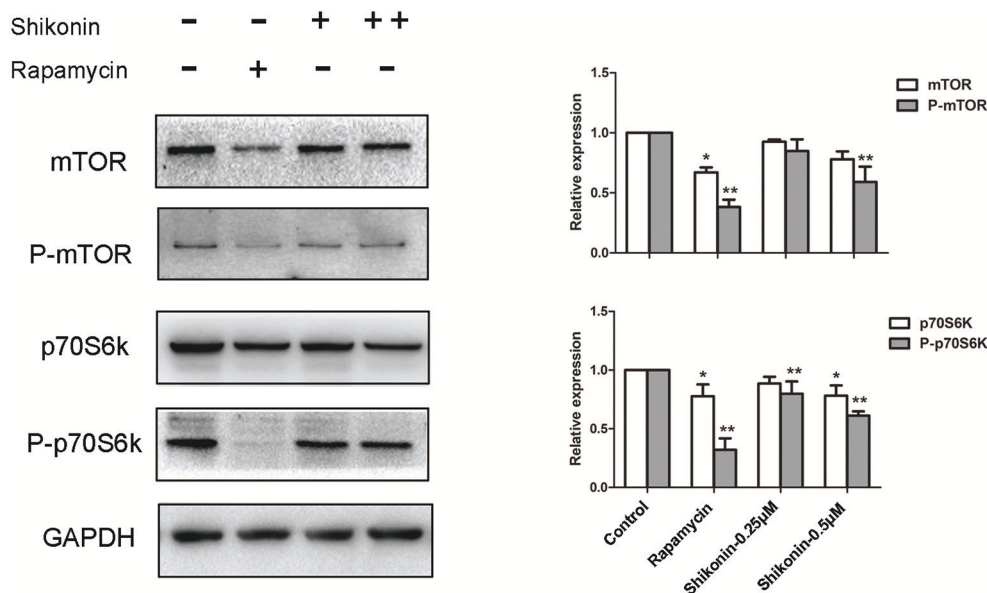 Shikonin - - + ++
Rapamycin - + - -
mTOR
P-mTOR
p70S6k
P-p70S6k
GAPDH
Relative expression
1.5
1.0
0.5
0.0
mTOR
P-mTOR
*
**
**
Relative expression
1.5
1.0
0.5
0.0
p70S6K
P-p70S6K
*
**
**
*
**
Control
Rapamycin
Shikonin-0.25μM
Shikonin-0.5μM